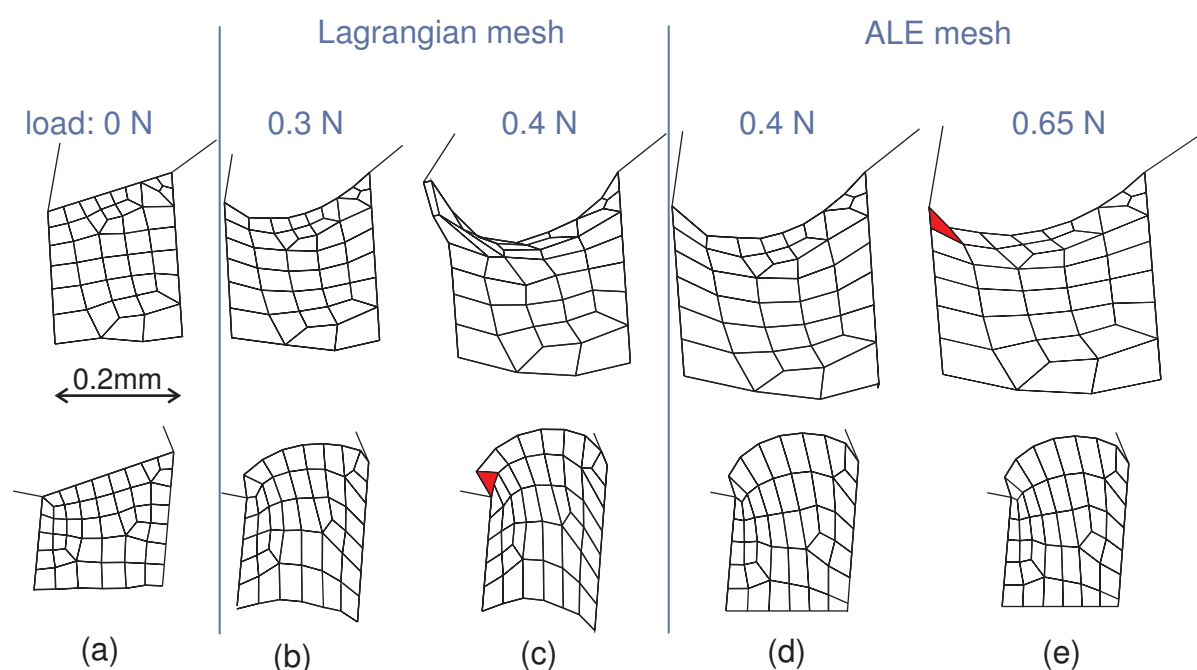 Lagrangian mesh
ALE mesh
load: 0 N
0.3 N
0.4 N
0.4 N
0.65 N
0.2mm
(a)
(b)
(c)
(d)
(e)